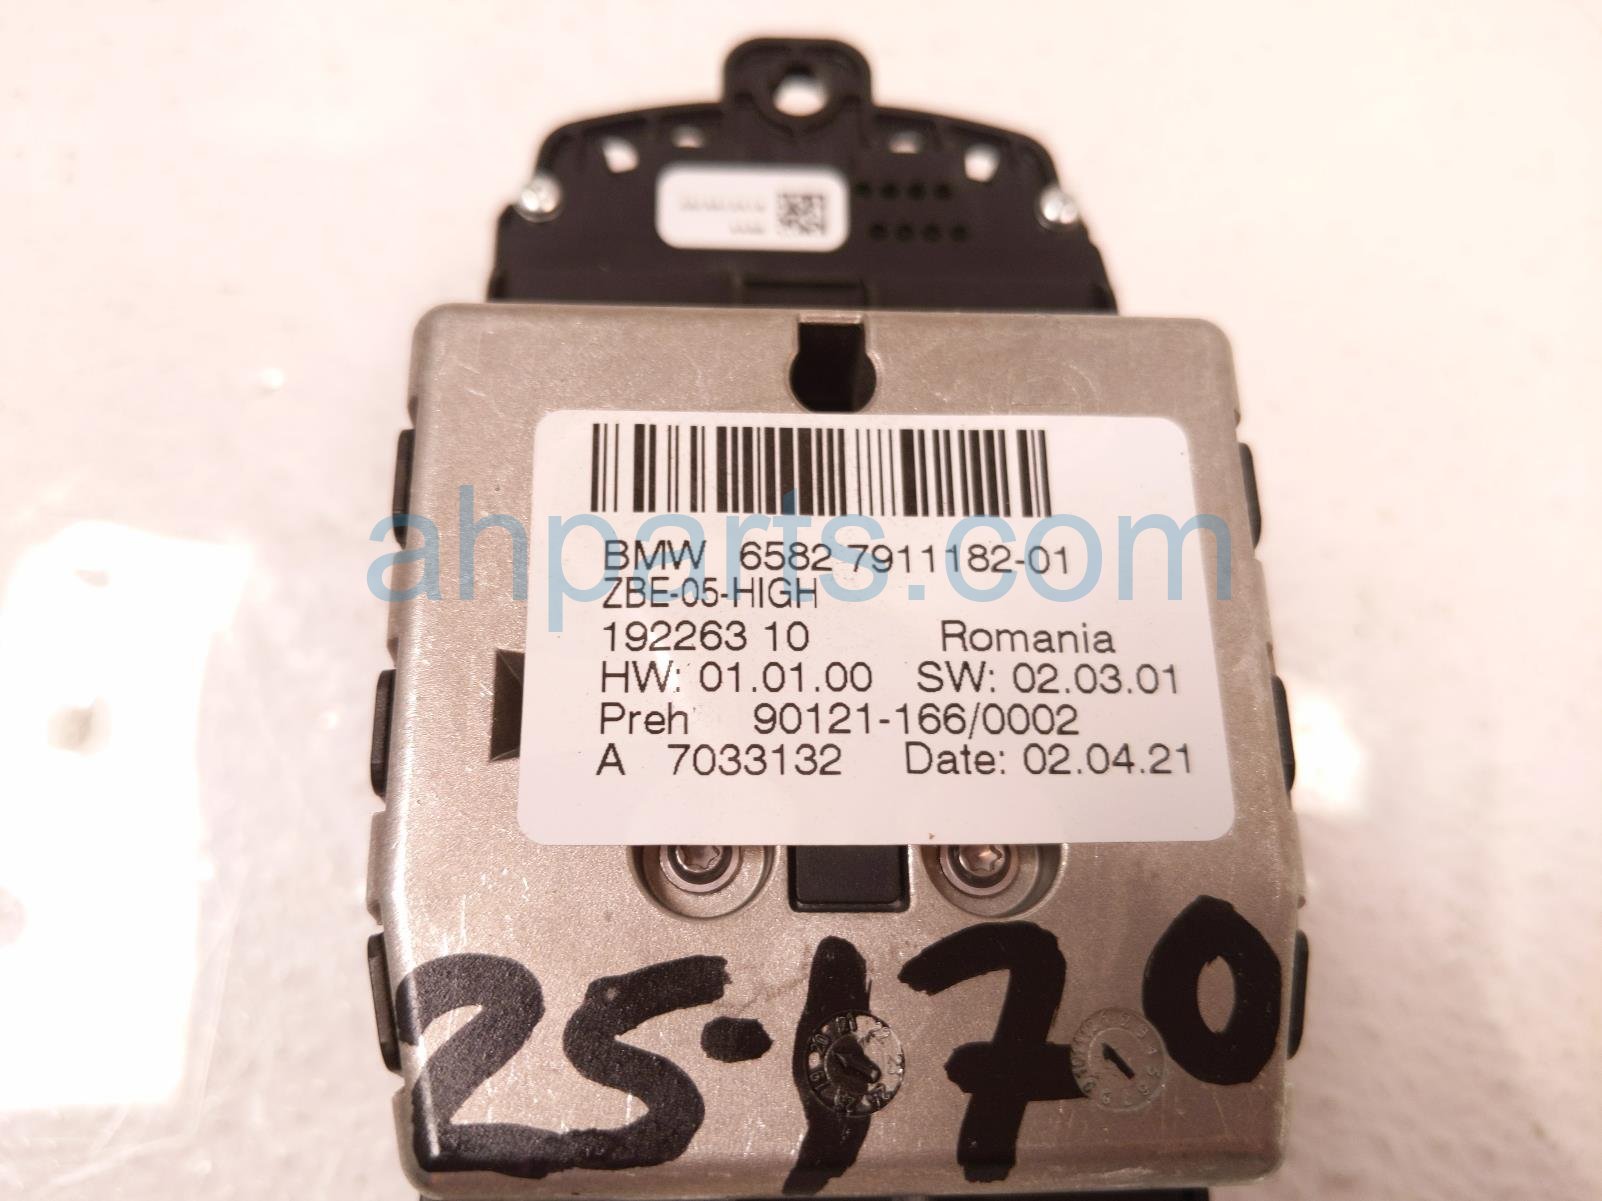 BMW 6582 7911182-01
ZBE-05-HIGH
192263 10 Romania
HW: 01.01.00 SW: 02.03.01
Preh 90121-166/0002
A 7033132 Date: 02.04.21
25-170
ahparts.com